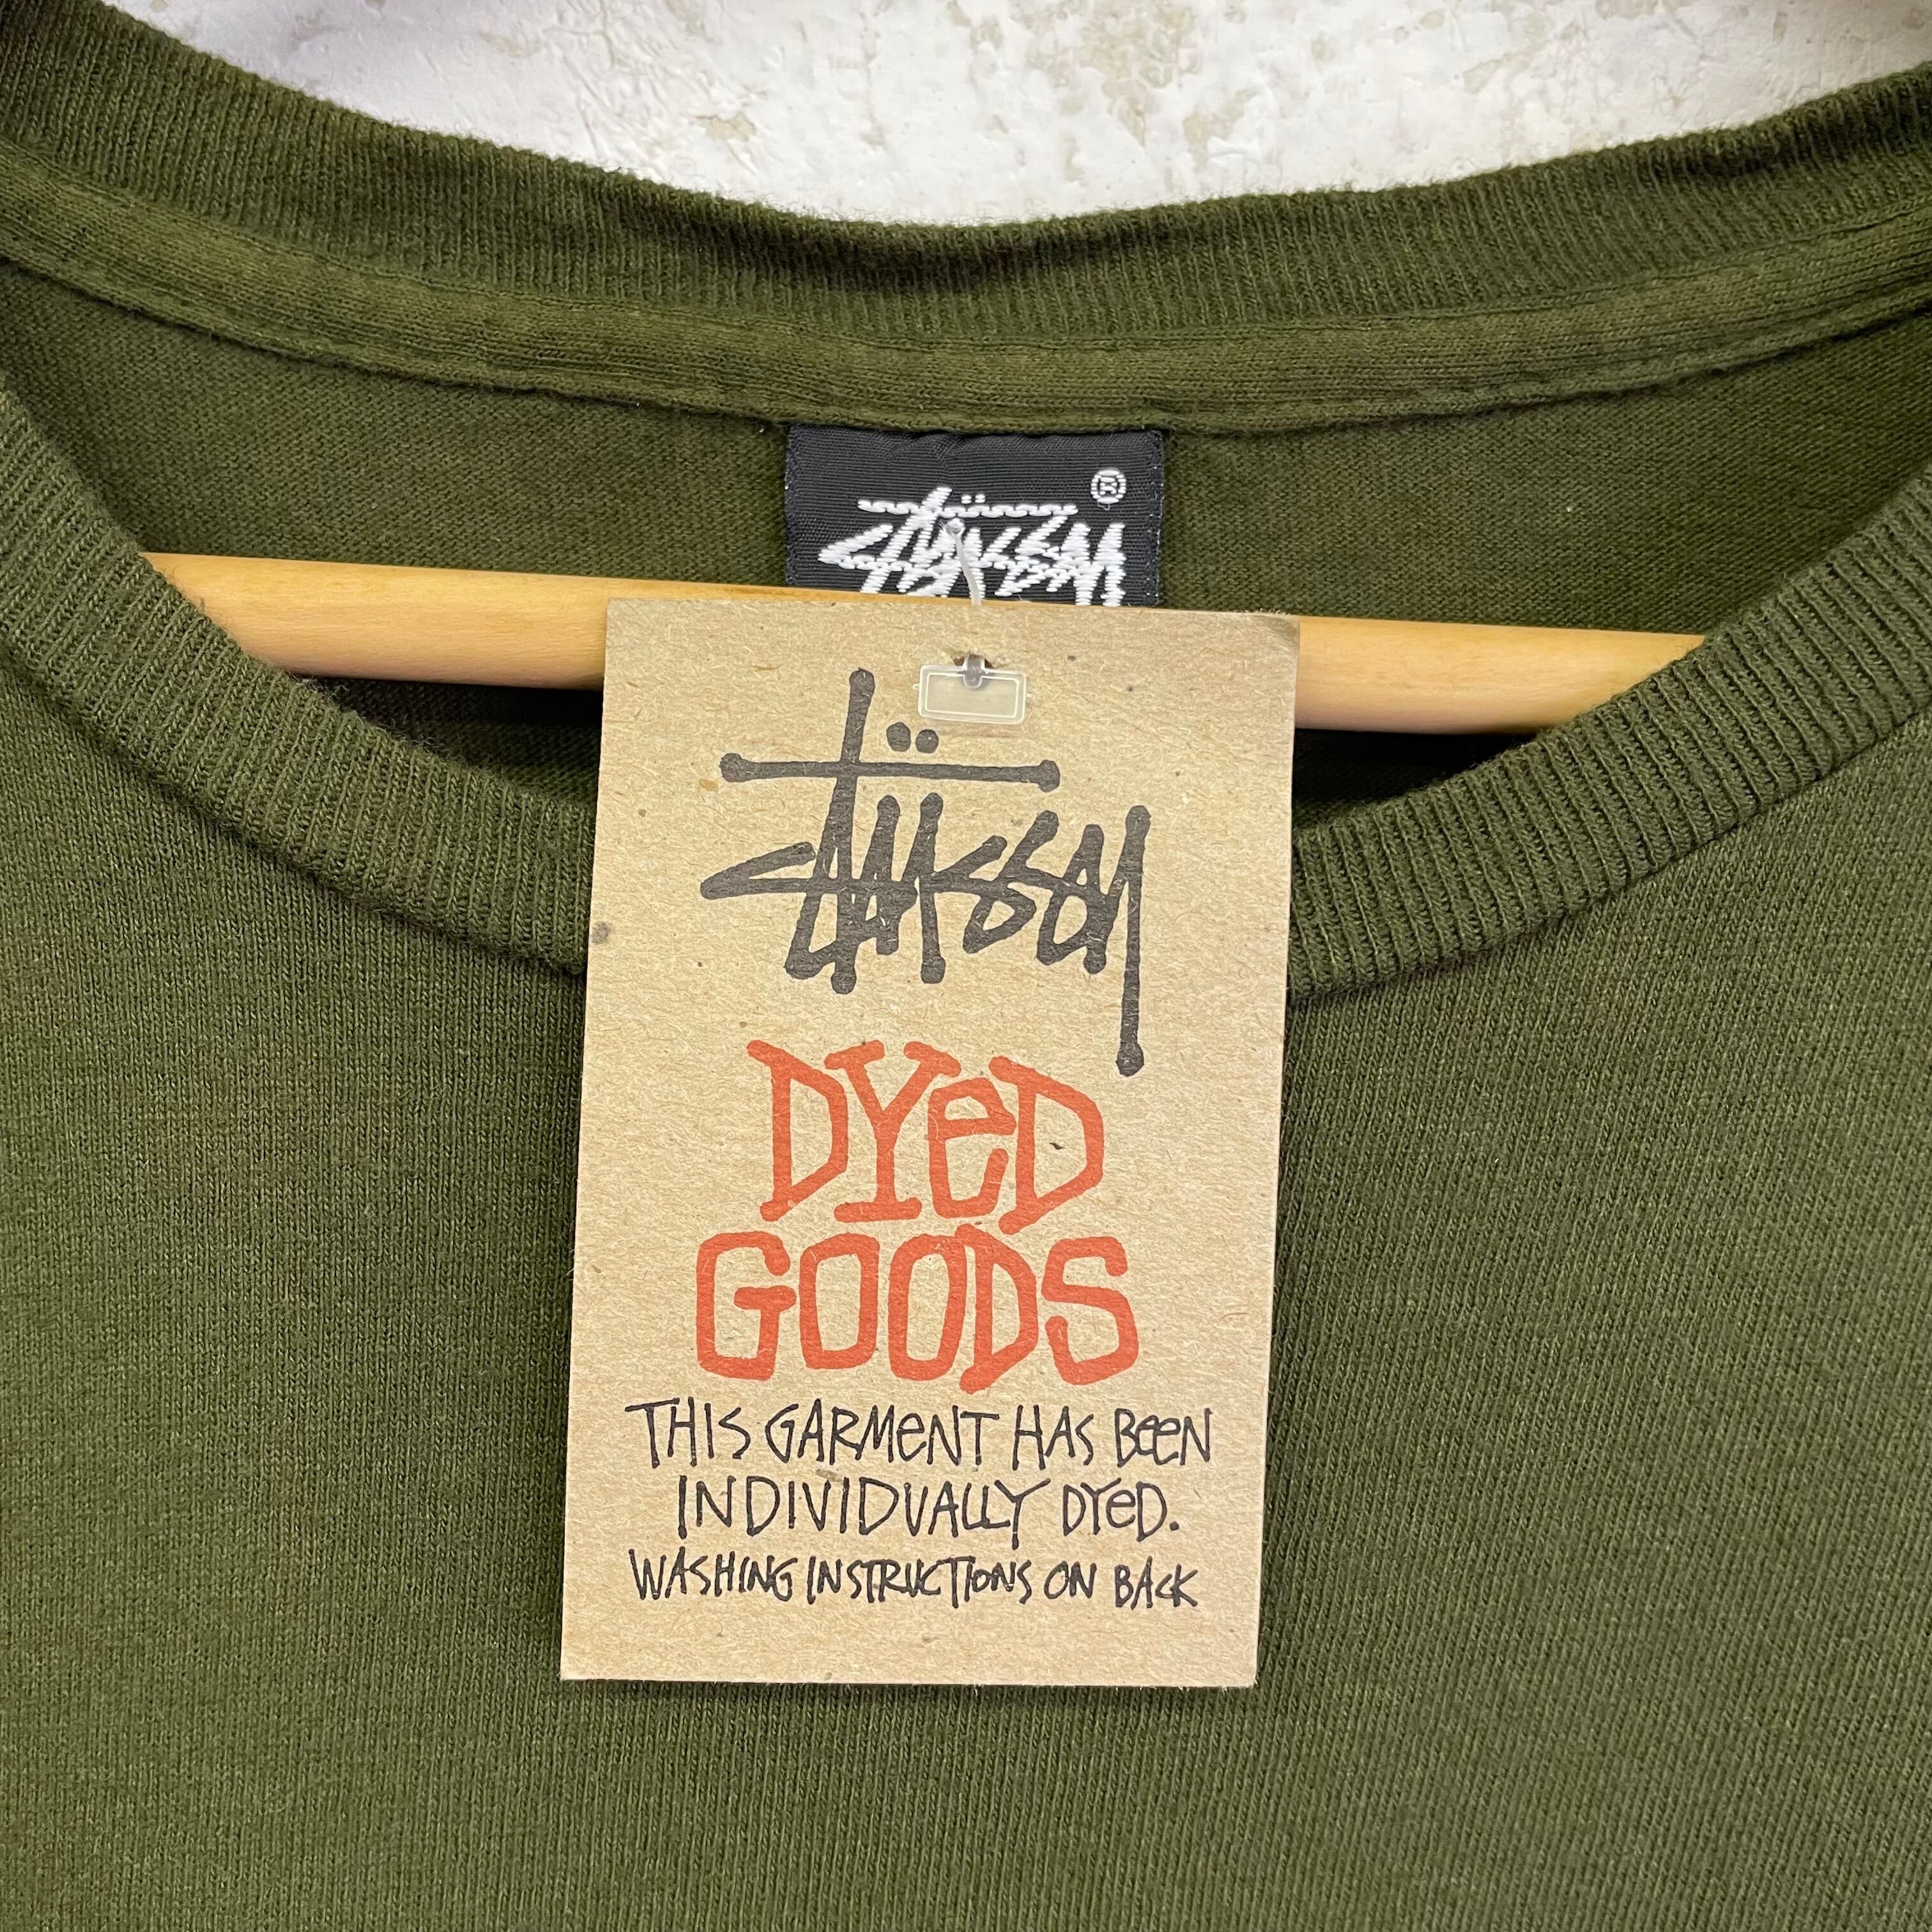 Stüssy ®
Stüssy
DYeD
GOODS
THIS GARMeNT HAS BeeN
INDIVIDUALLY DYeD.
WASHING INSTRUCTIONS ON BACK